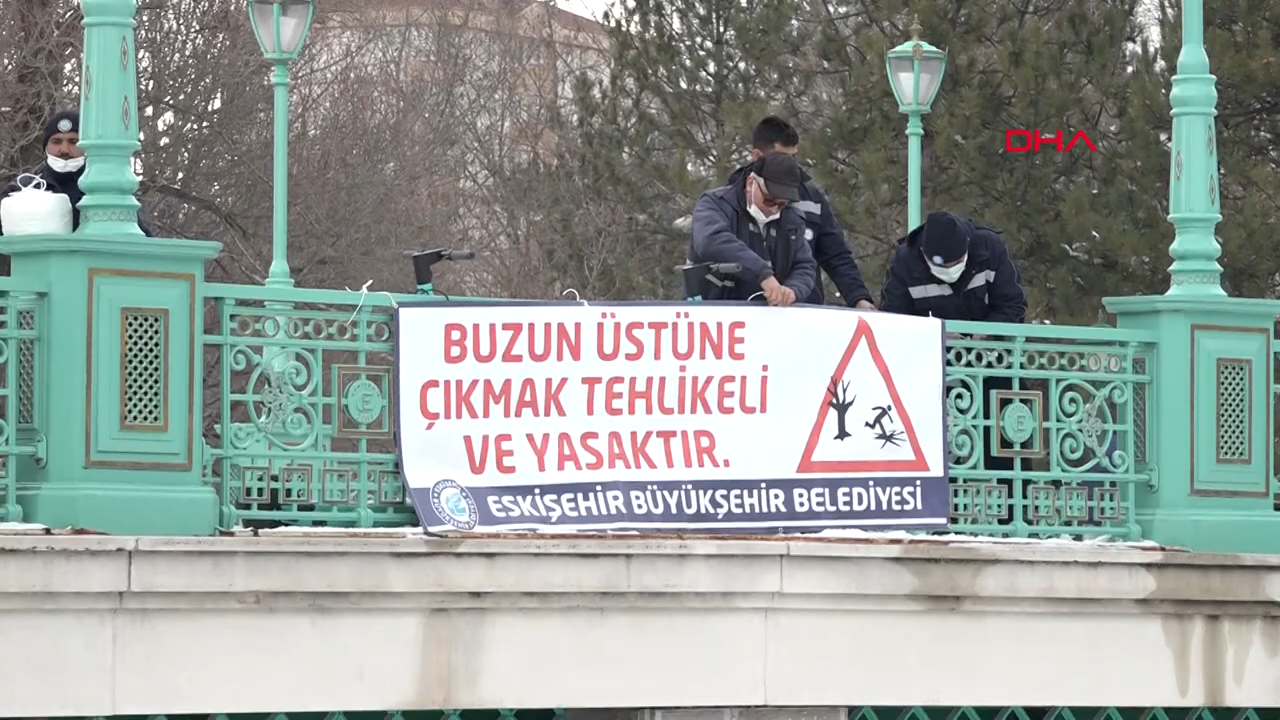 DHA
BUZUN ÜSTÜNE
ÇIKMAK TEHLİKELİ
VE YASAKTIR.
ESKİŞEHİR BÜYÜKŞEHİR BELEDİYESİ
E
E